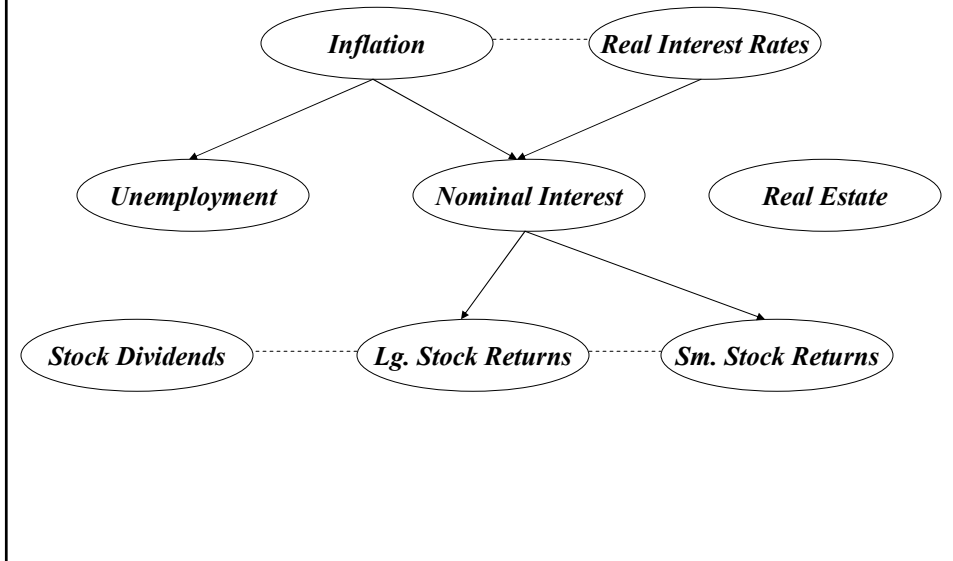 Inflation
Real Interest Rates
Unemployment
Nominal Interest
Real Estate
Stock Dividends
Lg. Stock Returns
Sm. Stock Returns